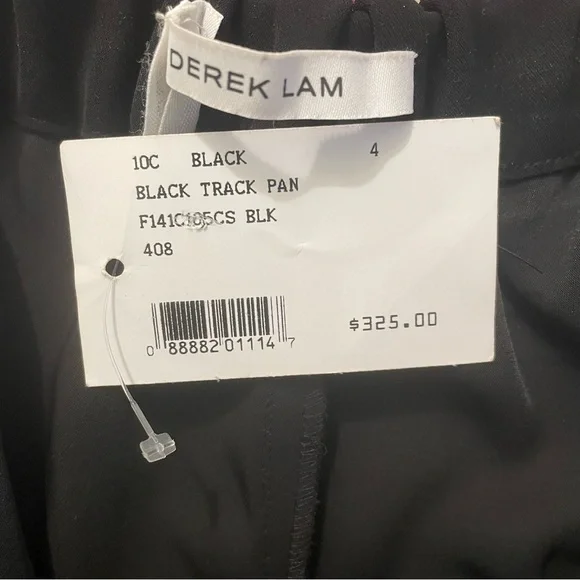 DEREK LAM
10C BLACK 4
BLACK TRACK PAN
F141C105CS BLK
408
0 88882 01114 7
$325.00